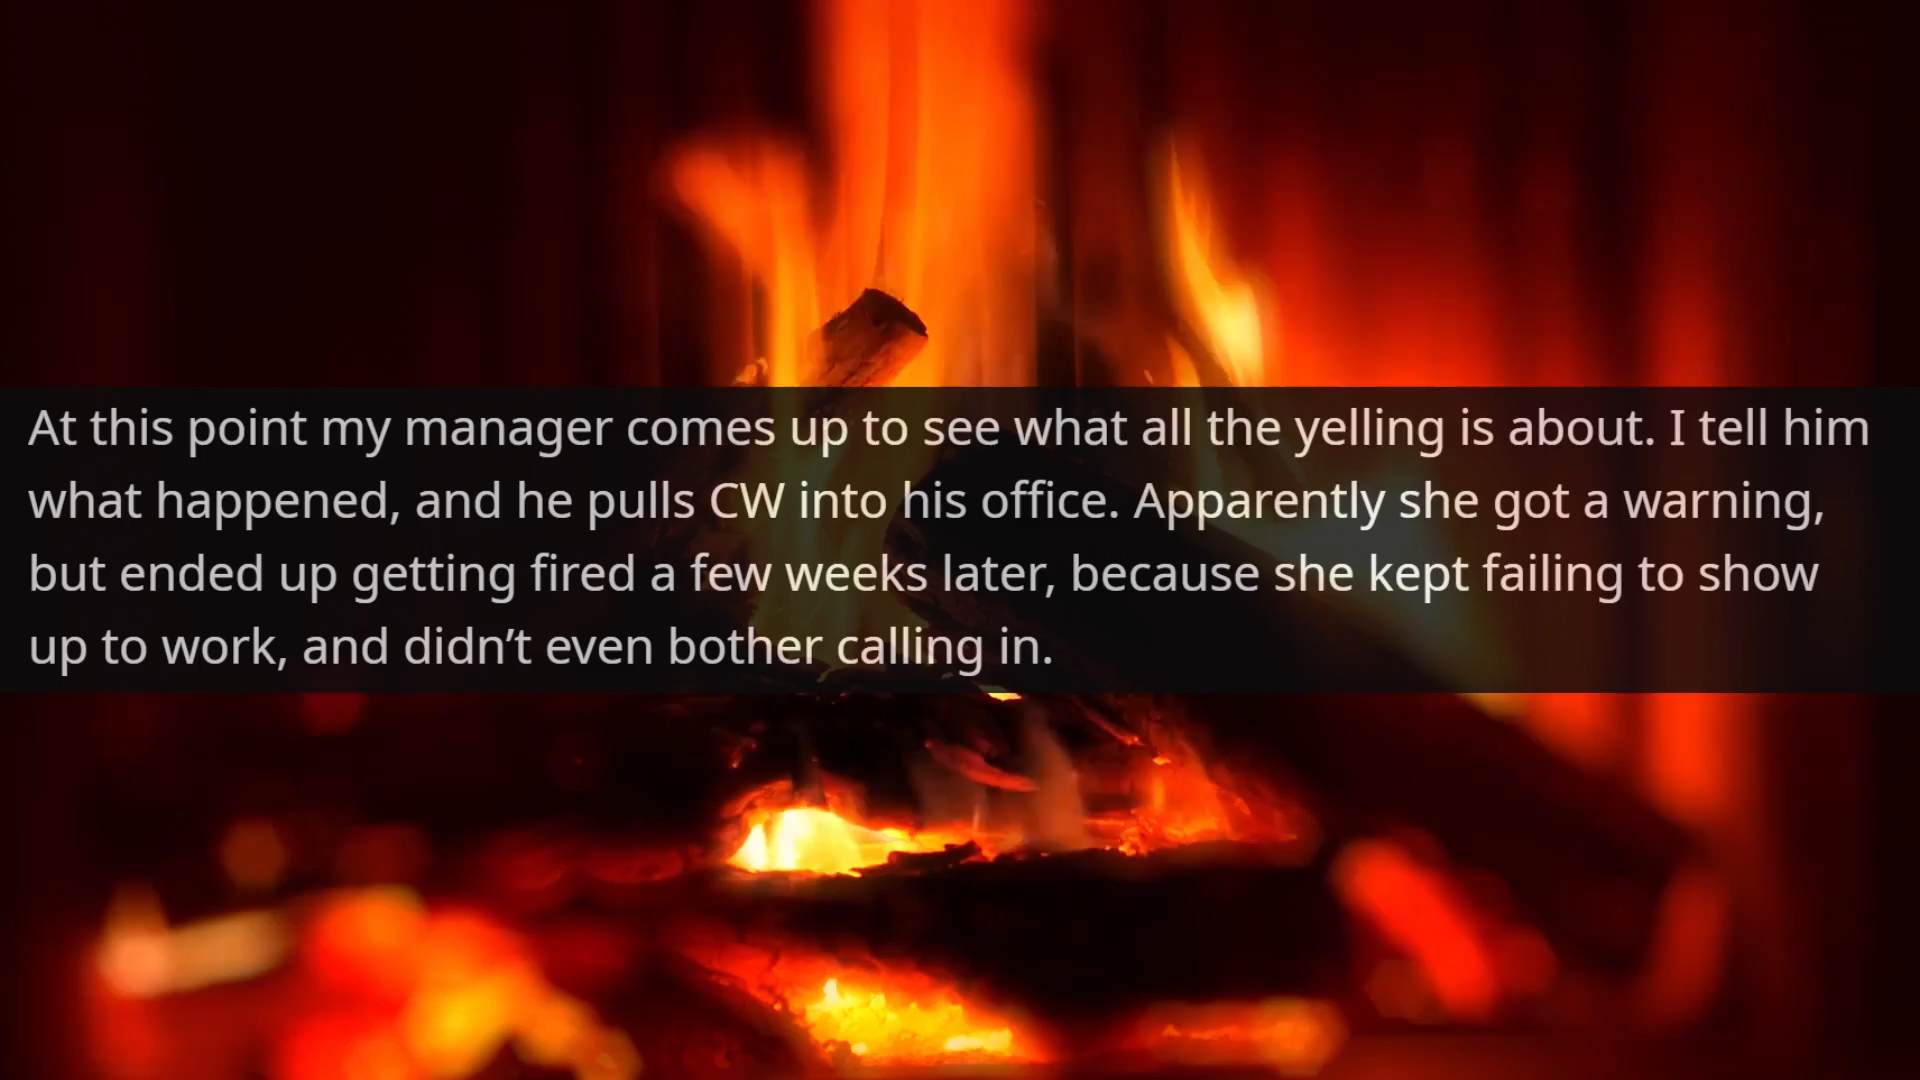 At this point my manager comes up to see what all the yelling is about. I tell him
what happened, and he pulls CW into his office. Apparently she got a warning,
but ended up getting fired a few weeks later, because she kept failing to show
up to work, and didn’t even bother calling in.